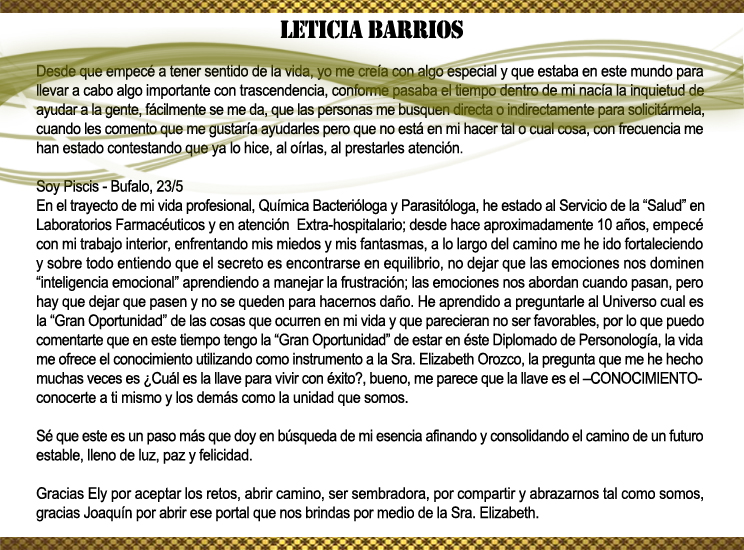 LETICIA BARRIOS
Desde que empecé a tener sentido de la vida, yo me creía con algo especial y que estaba en este mundo para
llevar a cabo algo importante con trascendencia, conforme pasaba el tiempo dentro de mi nacía la inquietud de
ayudar a la gente, fácilmente se me da, que las personas me busquen directa o indirectamente para solicitármela,
cuando les comento que me gustaría ayudarles pero que no está en mi hacer tal o cual cosa, con frecuencia me
han estado contestando que ya lo hice, al oírlas, al prestarles atención.
Soy Piscis - Bufalo, 23/5
En el trayecto de mi vida profesional, Química Bacterióloga y Parasitóloga, he estado al Servicio de la “Salud” en
Laboratorios Farmacéuticos y en atención  Extra-hospitalario; desde hace aproximadamente 10 años, empecé
con mi trabajo interior, enfrentando mis miedos y mis fantasmas, a lo largo del camino me he ido fortaleciendo
y sobre todo entiendo que el secreto es encontrarse en equilibrio, no dejar que las emociones nos dominen
“inteligencia emocional” aprendiendo a manejar la frustración; las emociones nos abordan cuando pasan, pero
hay que dejar que pasen y no se queden para hacernos daño. He aprendido a preguntarle al Universo cual es
la “Gran Oportunidad” de las cosas que ocurren en mi vida y que parecieran no ser favorables, por lo que puedo
comentarte que en este tiempo tengo la “Gran Oportunidad” de estar en éste Diplomado de Personología, la vida
me ofrece el conocimiento utilizando como instrumento a la Sra. Elizabeth Orozco, la pregunta que me he hecho
muchas veces es ¿Cuál es la llave para vivir con éxito?, bueno, me parece que la llave es el –CONOCIMIENTO-
conocerte a ti mismo y los demás como la unidad que somos.
Sé que este es un paso más que doy en búsqueda de mi esencia afinando y consolidando el camino de un futuro
estable, lleno de luz, paz y felicidad.
Gracias Ely por aceptar los retos, abrir camino, ser sembradora, por compartir y abrazarnos tal como somos,
gracias Joaquín por abrir ese portal que nos brindas por medio de la Sra. Elizabeth.